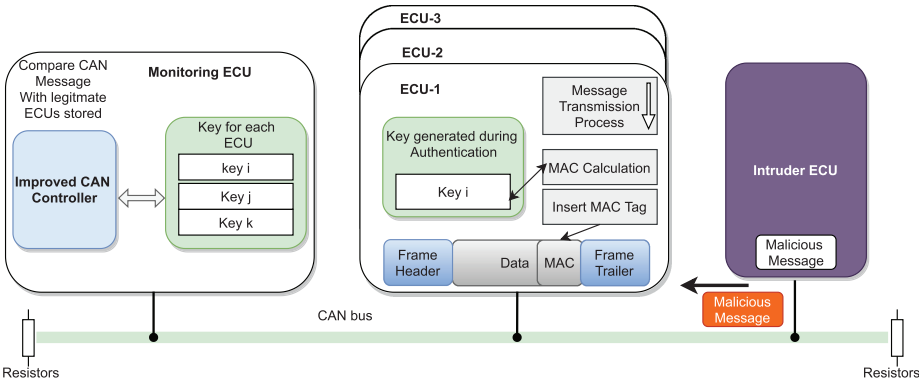 Compare CAN
Message
With legitmate
ECUs stored
Monitoring ECU
Improved CAN
Controller
Key for each
ECU
key i
Key j
Key k
ECU-3
ECU-2
ECU-1
Message
Transmission
Process
Key generated during
Authentication
Key i
MAC Calculation
Insert MAC Tag
Frame
Header
Data
MAC
Frame
Trailer
Intruder ECU
Malicious
Message
Malicious
Message
CAN bus
Resistors
Resistors